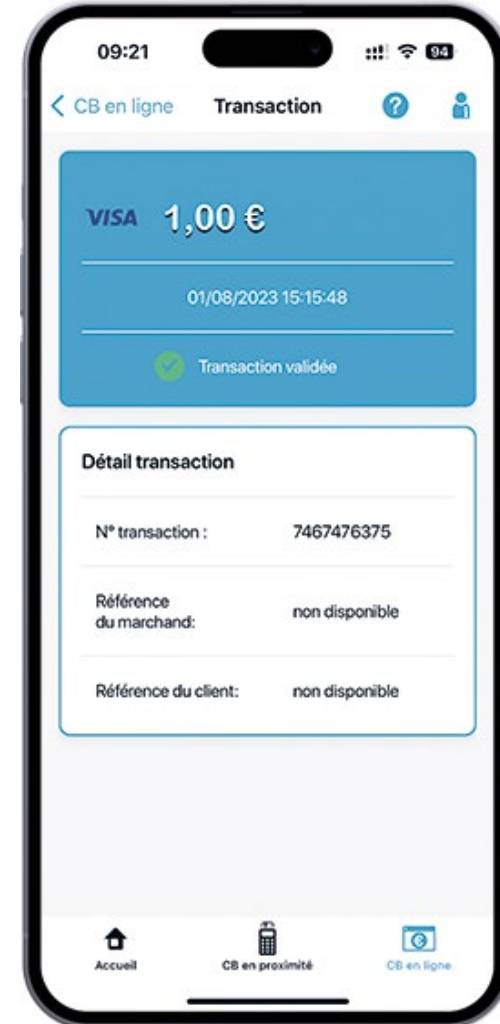 09:21 94
CB en ligne Transaction ?
VISA 1,00 €
01/08/2023 15:15:48
Transaction validée
Détail transaction
N° transaction : 7467476375
Référence
du marchand: non disponible
Référence du client: non disponible
Accueil CB en proximité CB en ligne